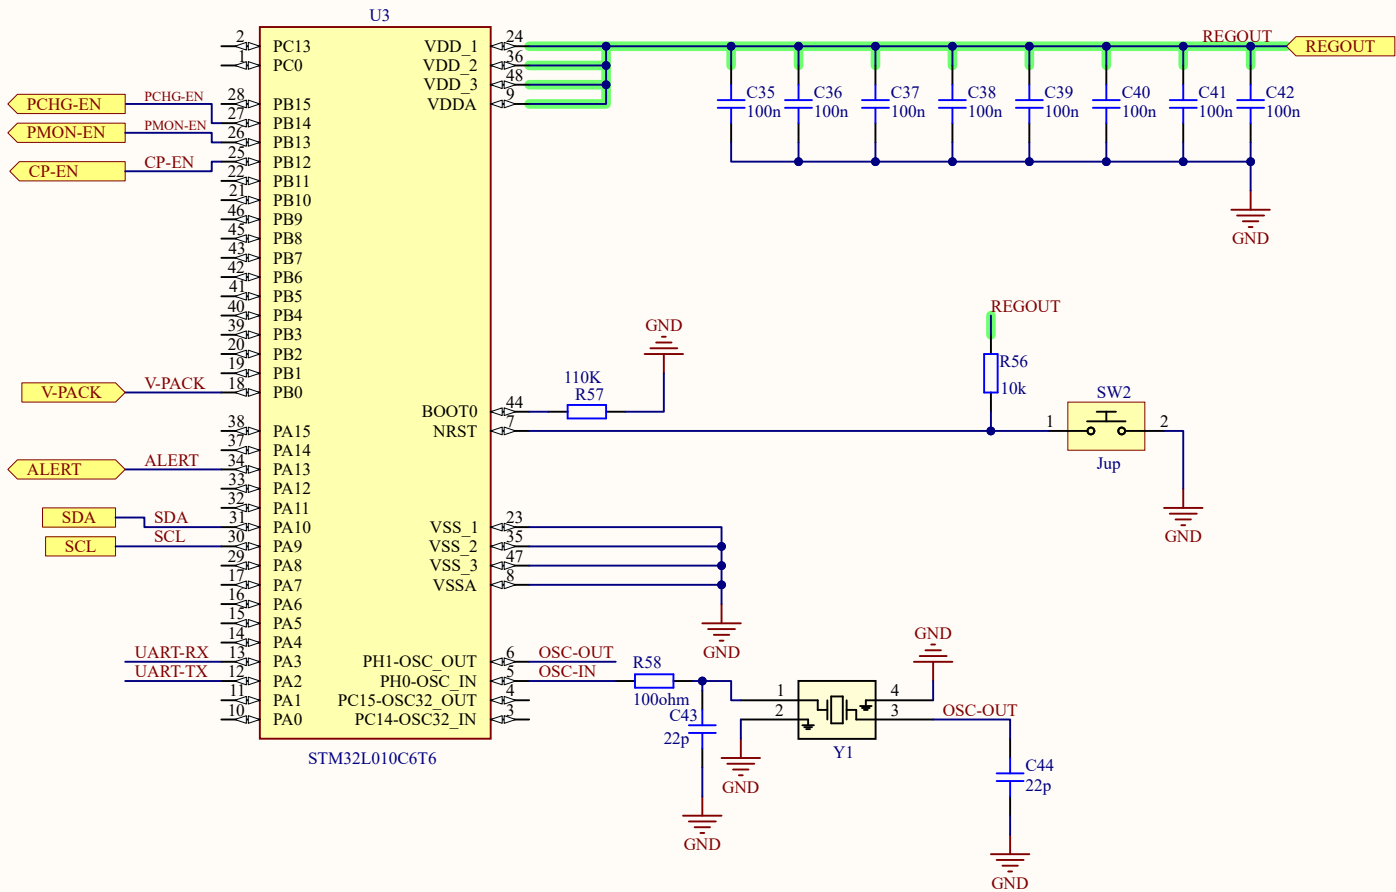 U3
2 PC13 VDD_1 24 REGOUT REGOUT
1 PC0 VDD_2 36
VDD_3 48
PCHG-EN PCHG-EN 28 PB15 VDDA 9
C35 C36 C37 C38 C39 C40 C41 C42
100n 100n 100n 100n 100n 100n 100n 100n
27 PB14
PMON-EN PMON-EN 26 PB13
CP-EN CP-EN 25 PB12
22 PB11
21 PB10
46 PB9
45 PB8
GND
43 PB7
42 PB6
41 PB5
REGOUT
40 PB4
39 PB3
GND
20 PB2
R56
19 PB1
110K
10k
V-PACK V-PACK 18 PB0
R57
SW2
BOOT0 44
38 PA15 NRST 7
1 2
37 PA14
Jup
ALERT ALERT 34 PA13
33 PA12
32 PA11
SDA SDA 31 PA10 VSS_1 23
SCL SCL 30 PA9 VSS_2 35
GND
29 PA8 VSS_3 47
17 PA7 VSSA 8
16 PA6
15 PA5
14 PA4
GND
GND
UART-RX 13 PA3 PH1-OSC_OUT 6 OSC-OUT
R58
UART-TX 12 PA2 PH0-OSC_IN 5 OSC-IN
100ohm
11 PA1 PC15-OSC32_OUT 4
1 4
10 PA0 PC14-OSC32_IN 3
C43
22p
2 3 OSC-OUT
STM32L010C6T6
Y1
C44
22p
GND
GND
GND